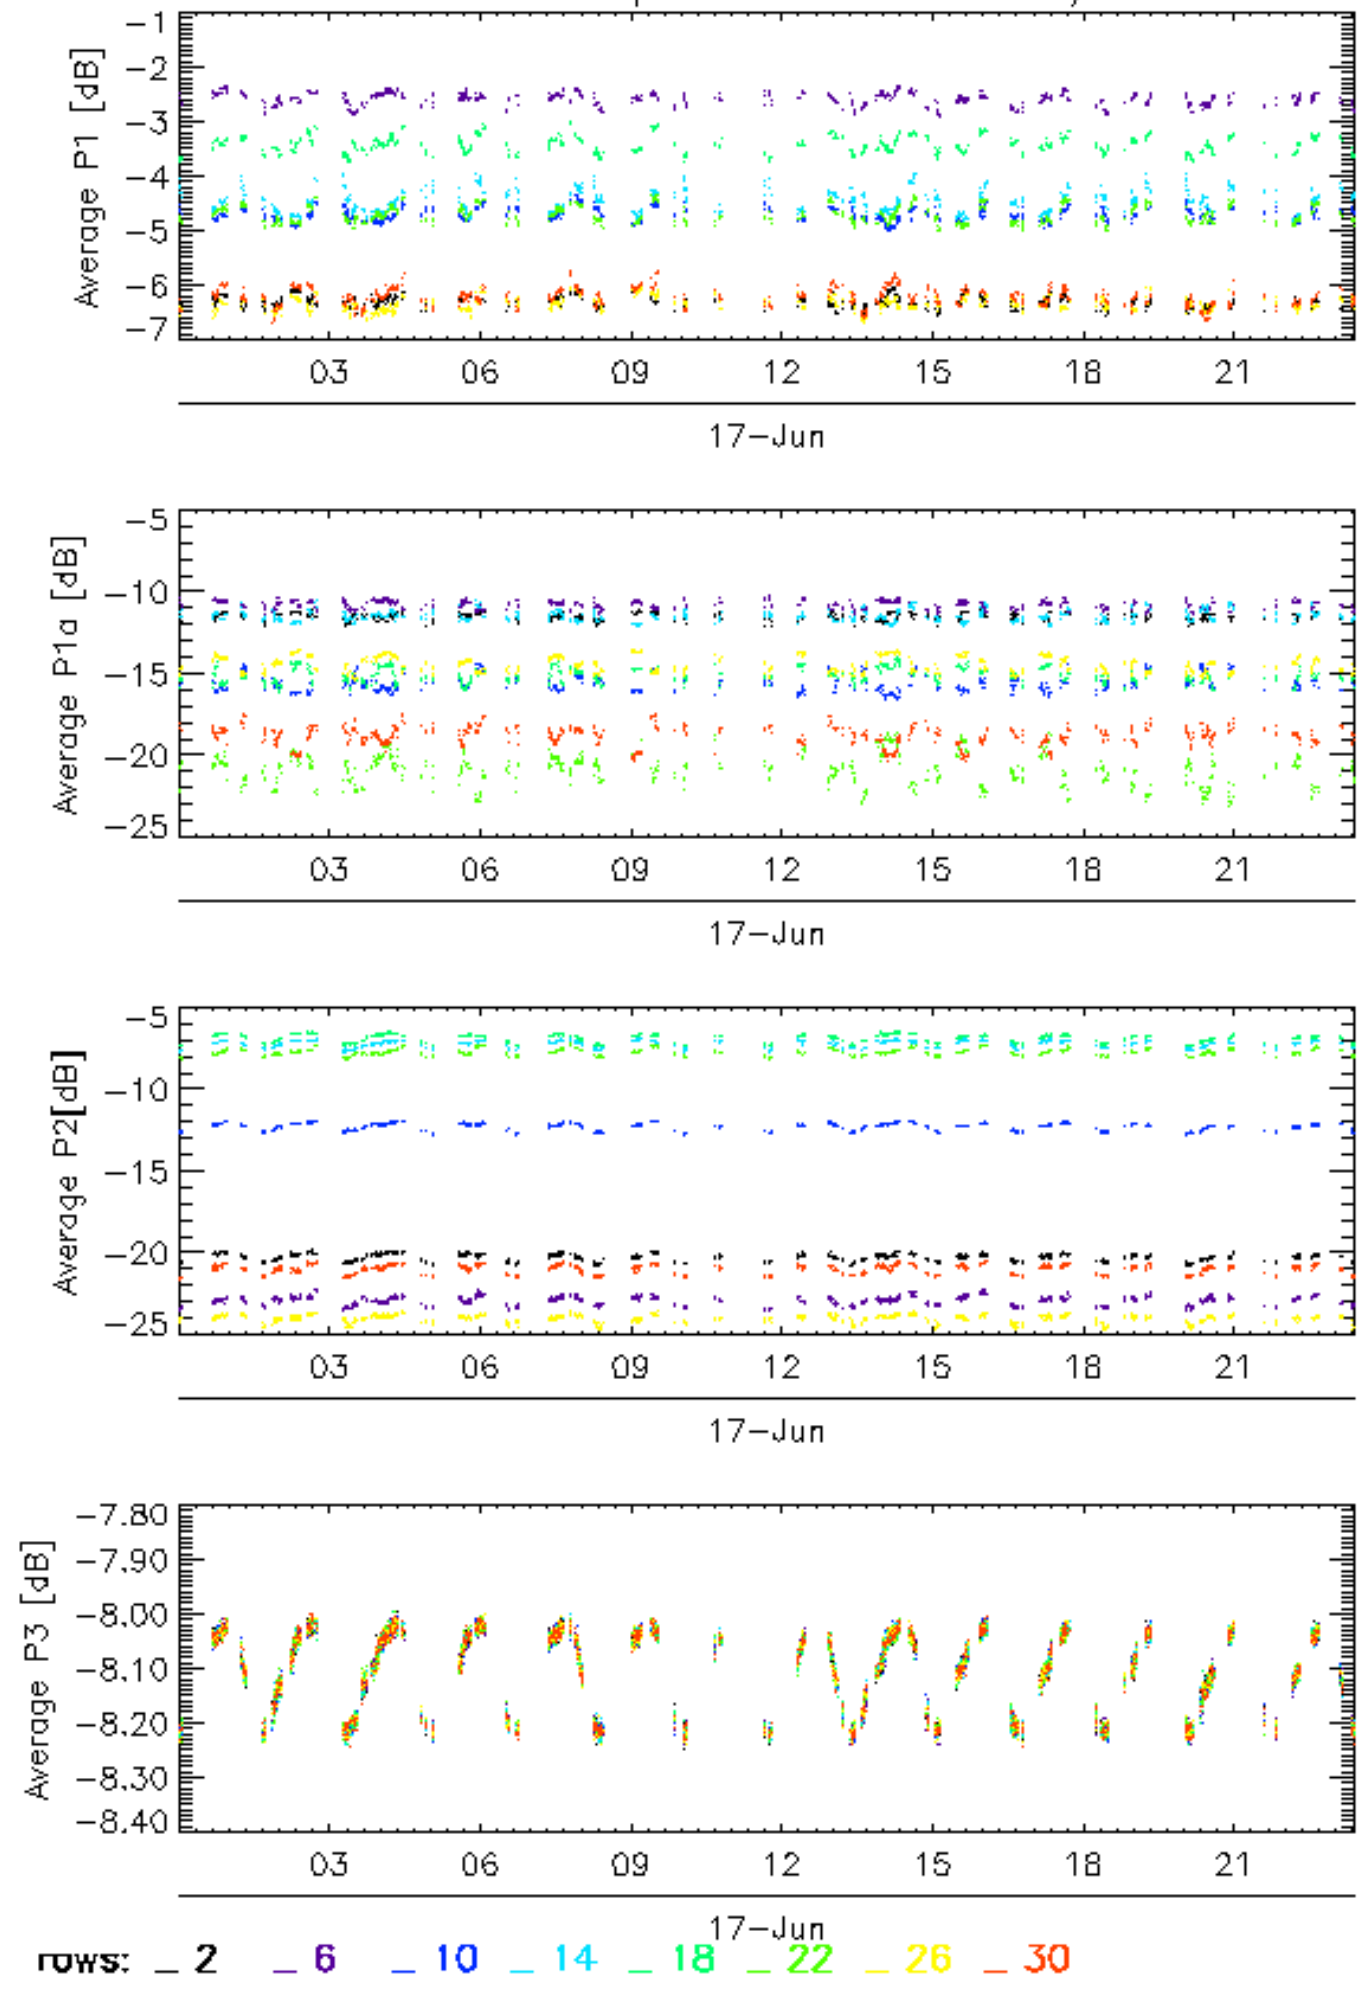 Average P1 [dB]
−1
−2
−3
−4
−5
−6
−7
03 06 09 12 15 18 21
17−Jun
Average P1a [dB]
−5
−10
−15
−20
−25
03 06 09 12 15 18 21
17−Jun
Average P2[dB]
−5
−10
−15
−20
−25
03 06 09 12 15 18 21
17−Jun
Average P3 [dB]
−7.80
−7.90
−8.00
−8.10
−8.20
−8.30
−8.40
03 06 09 12 15 18 21
17−Jun
rows: _ 2 _ 6 _ 10 _ 14 _ 18 _ 22 _ 26 _ 30